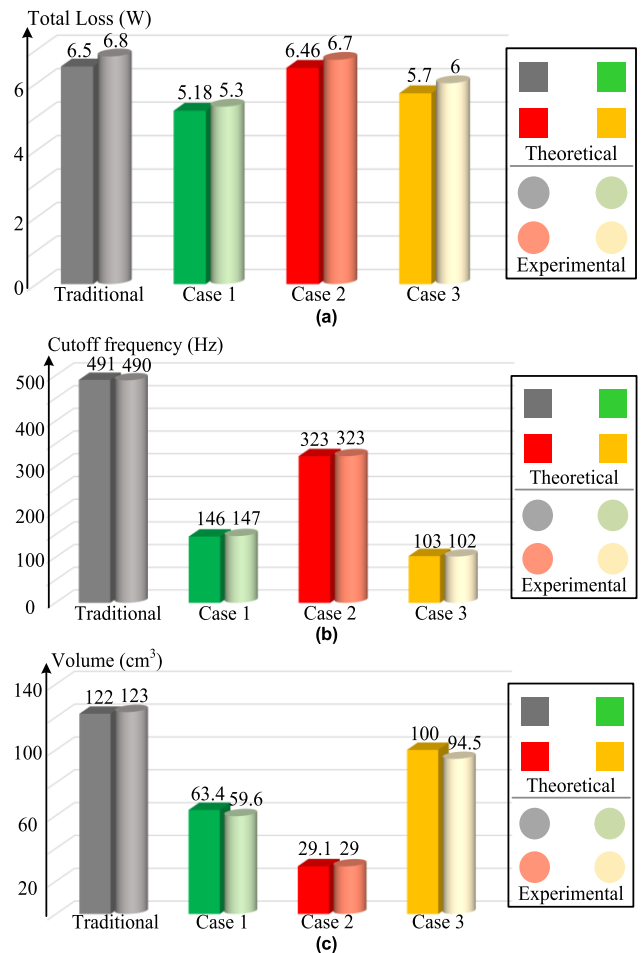 Total Loss (W)
6.5 6.8 5.18 5.3 6.46 6.7 5.7 6
6
4
2
0
Traditional Case 1 Case 2 Case 3
Theoretical
Experimental
(a)
Cutoff frequency (Hz)
491 490 146 147 323 323 103 102
500
400
300
200
100
0
Traditional Case 1 Case 2 Case 3
Theoretical
Experimental
(b)
Volume (cm³)
122 123 63.4 59.6 29.1 29 100 94.5
140
100
60
20
Traditional Case 1 Case 2 Case 3
Theoretical
Experimental
(c)